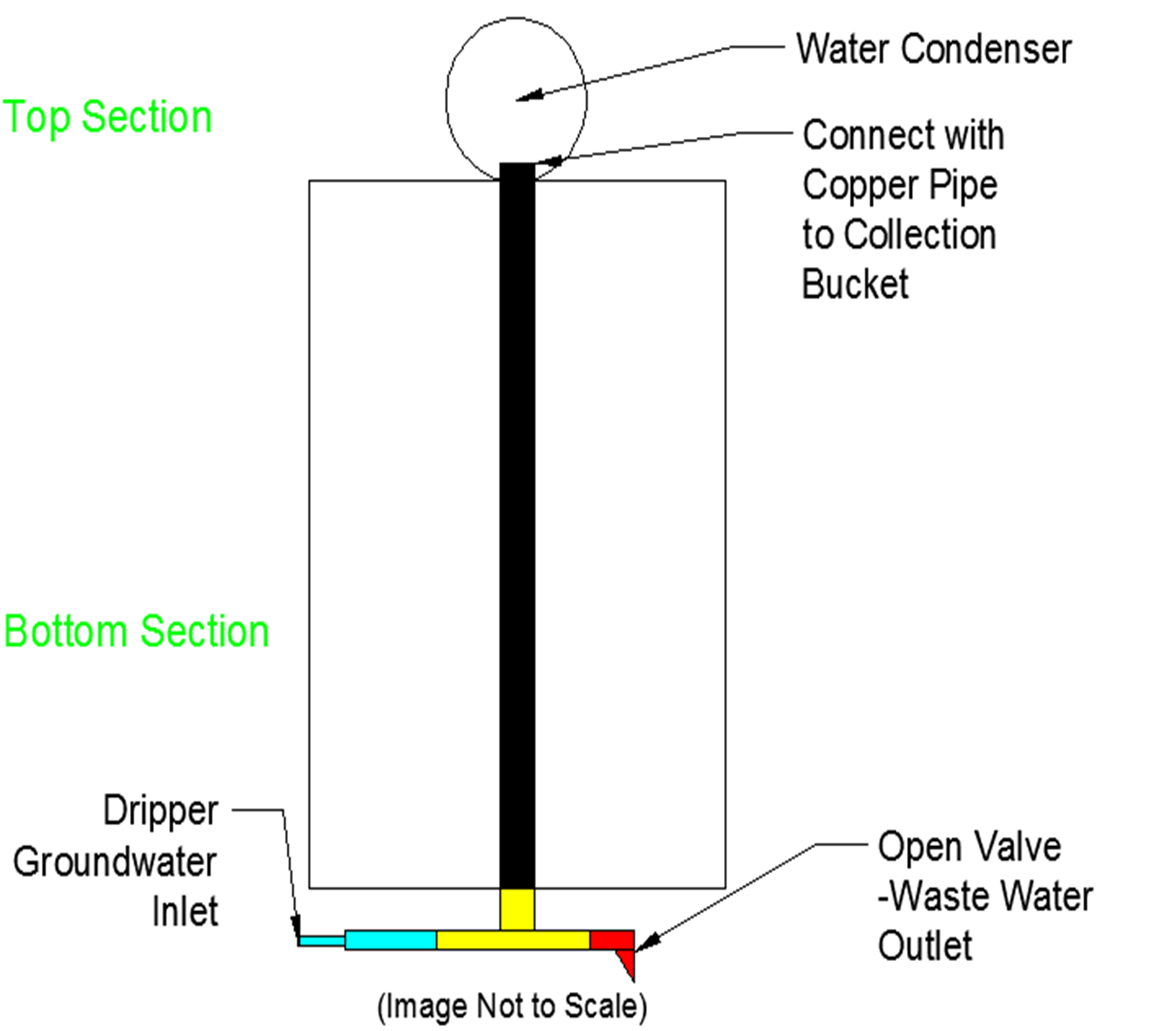 Water Condenser
Top Section
Connect with
Copper Pipe
to Collection
Bucket
Bottom Section
Dripper
Groundwater
Inlet
Open Valve
-Waste Water
Outlet
(Image Not to Scale)